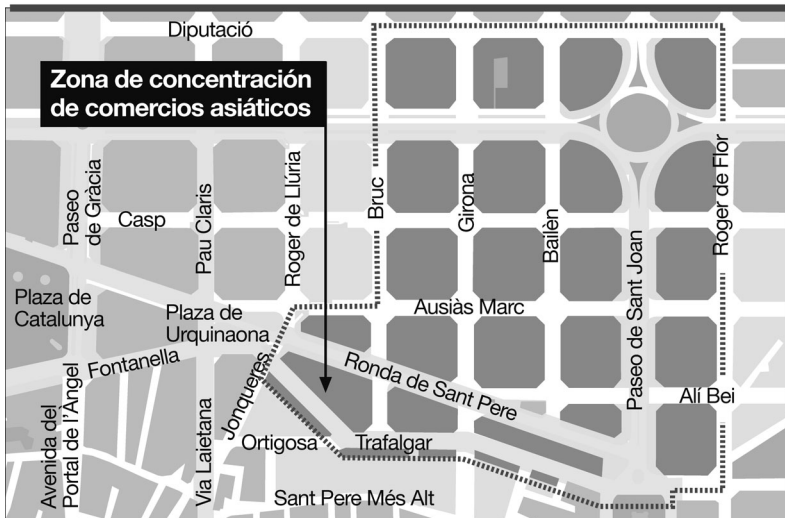 Diputació
Zona de concentración
de comercios asiáticos
Paseo
de Gràcia
Casp
Pau Claris
Roger de Llúria
Bruc
Girona
Bailèn
Paseo de Sant Joan
Roger de Flor
Plaza de
Catalunya
Plaza de
Urquinaona
Ausiàs Marc
Fontanella
Jonqueres
Ronda de Sant Pere
Alí Bei
Avenida del
Portal de l'Àngel
Via Laietana
Ortigosa
Trafalgar
Sant Pere Més Alt